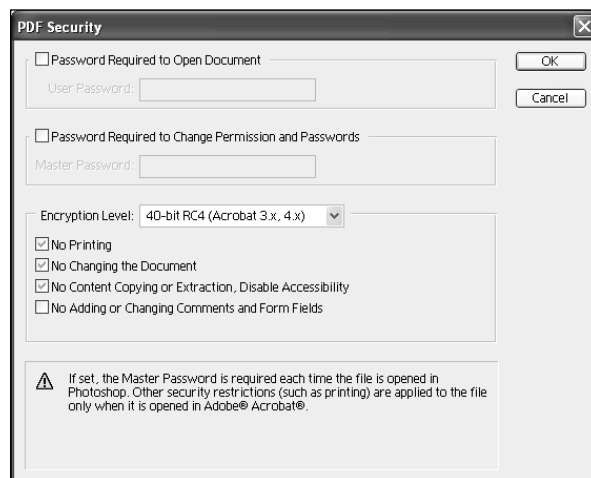 PDF Security
Password Required to Open Document
User Password:
Password Required to Change Permission and Passwords
Master Password:
Encryption Level: 40-bit RC4 (Acrobat 3.x, 4.x)
No Printing
No Changing the Document
No Content Copying or Extraction, Disable Accessibility
No Adding or Changing Comments and Form Fields
If set, the Master Password is required each time the file is opened in
Photoshop. Other security restrictions (such as printing) are applied to the file
only when it is opened in Adobe® Acrobat®.
OK
Cancel